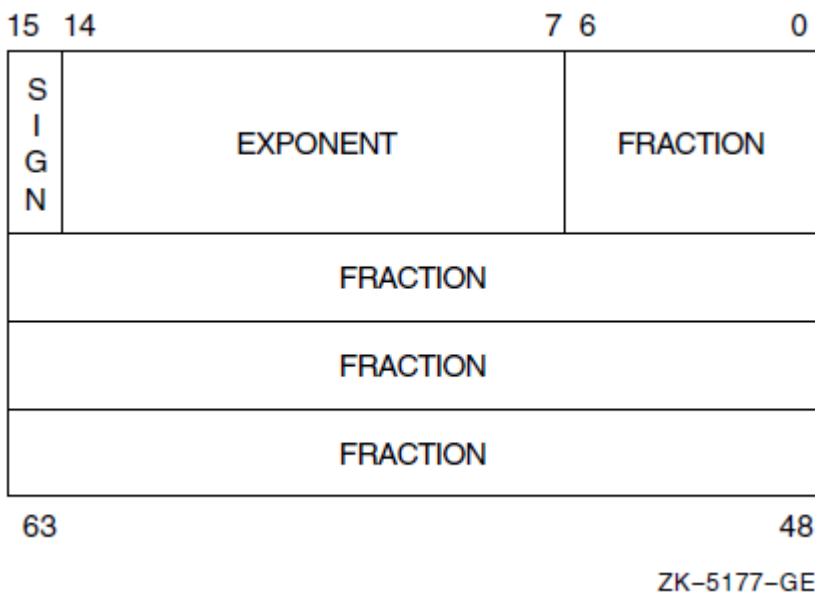 15 14 7 6 0
S
I
G
N
EXPONENT FRACTION
FRACTION
FRACTION
FRACTION
63 48
ZK–5177–GE